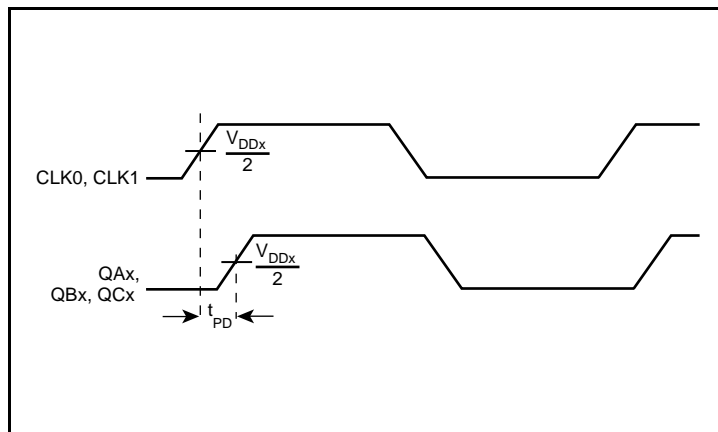 V_DDx
2
CLK0, CLK1
V_DDx
2
QAx,
QBx, QCx
t_PD